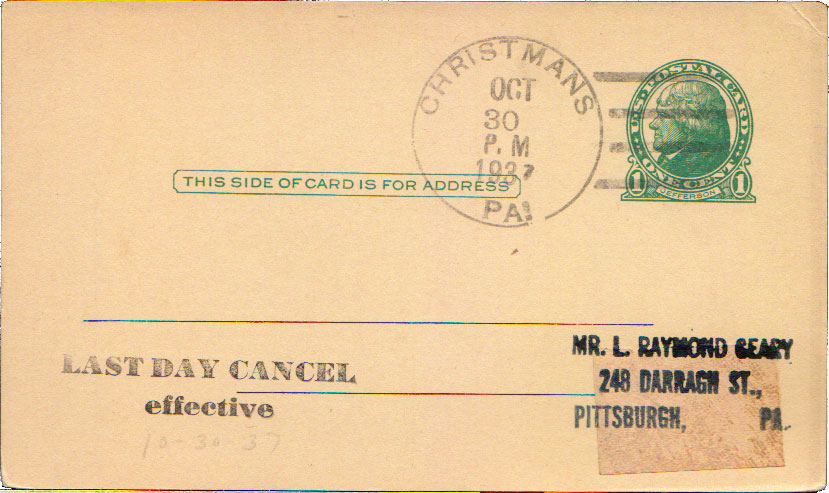 CHRISTMANS
OCT
30
P. M
1937
PA.
U.S. POSTAL CARD
1 ONE CENT 1
JEFFERSON
THIS SIDE OF CARD IS FOR ADDRESS
LAST DAY CANCEL
effective
10-30-37
MR. L. RAYMOND GEARY
248 DARRAGH ST.,
PITTSBURGH, PA.